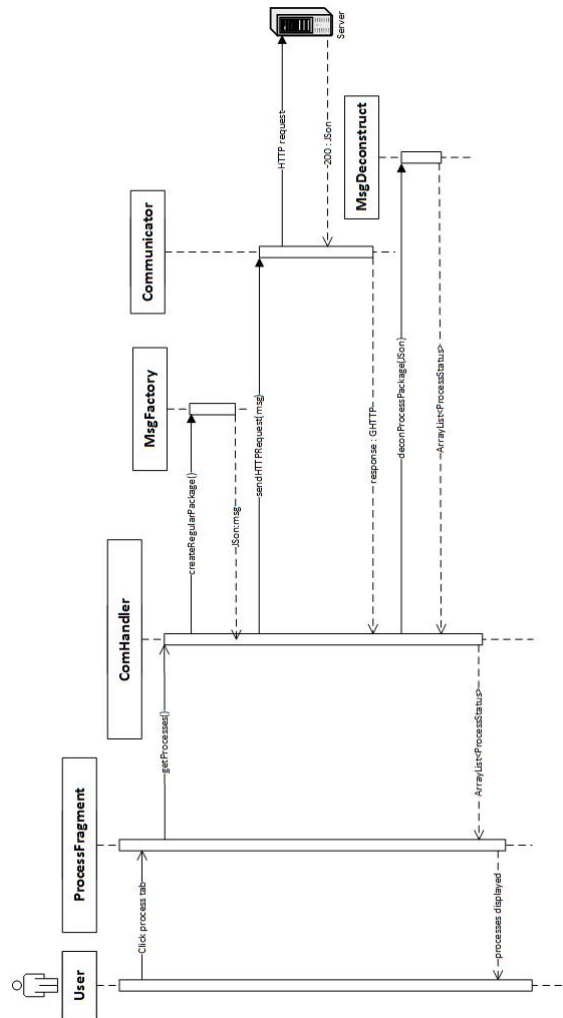 User
ProcessFragment
ComHandler
MsgFactory
Communicator
MsgDeconstruct
Server
Click process tab
getProcesses()
createRegularPackage()
JSon:msg
sendHTTPRequest(msg)
HTTP request
200 : JSon
response : GHTTP
deconProcessPackage(JSon)
ArrayList<ProcessStatus>
ArrayList<ProcessStatus>
processes displayed